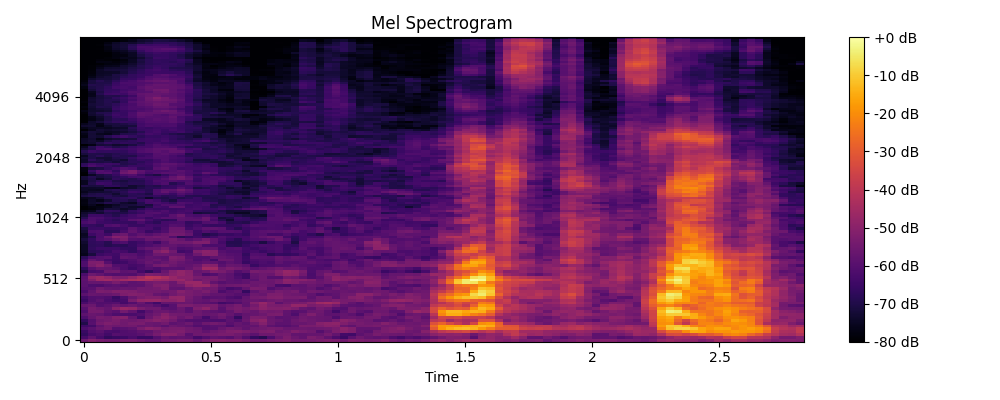 Mel Spectrogram
Hz
4096
2048
1024
512
0
0 0.5 1 1.5 2 2.5
Time
+0 dB
-10 dB
-20 dB
-30 dB
-40 dB
-50 dB
-60 dB
-70 dB
-80 dB